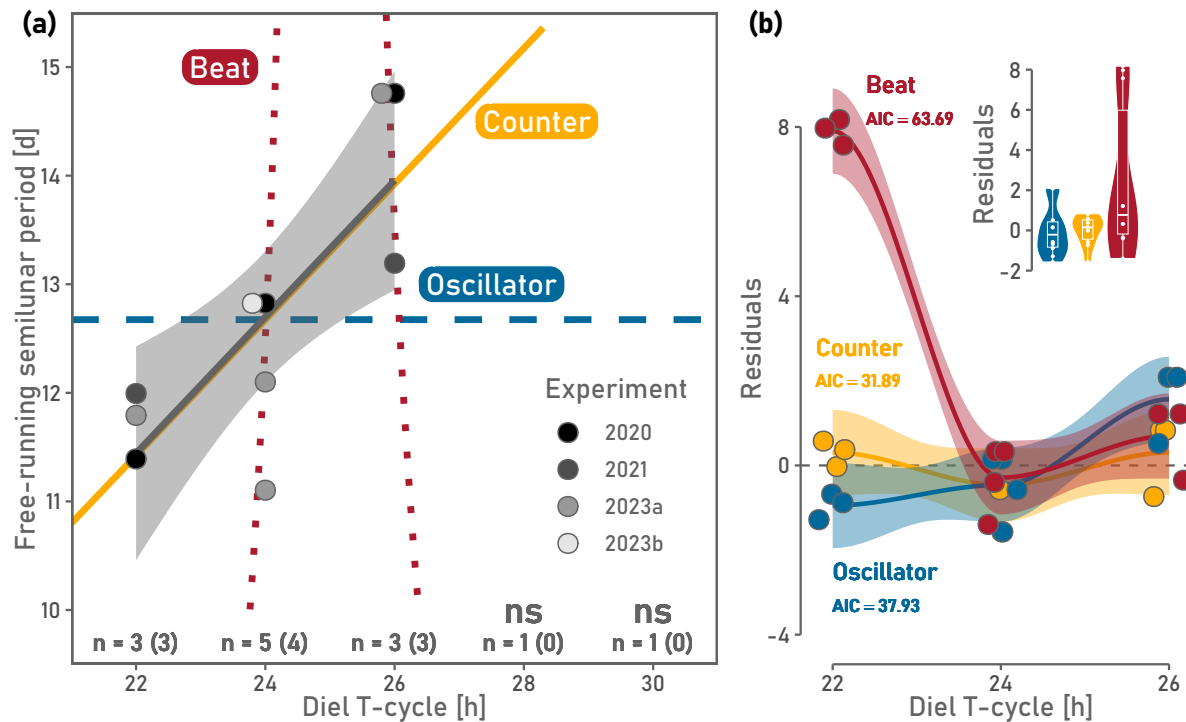 (a)
15
14
13
12
11
10
Free-running semilunar period [d]
Beat
Counter
Oscillator
Experiment
2020
2021
2023a
2023b
ns
ns
n = 3 (3)
n = 5 (4)
n = 3 (3)
n = 1 (0)
n = 1 (0)
22
24
26
28
30
Diel T-cycle [h]
(b)
8
4
0
-4
Residuals
Beat
AIC = 63.69
Counter
AIC = 31.89
Oscillator
AIC = 37.93
8
6
4
2
0
-2
Residuals
22
24
26
Diel T-cycle [h]